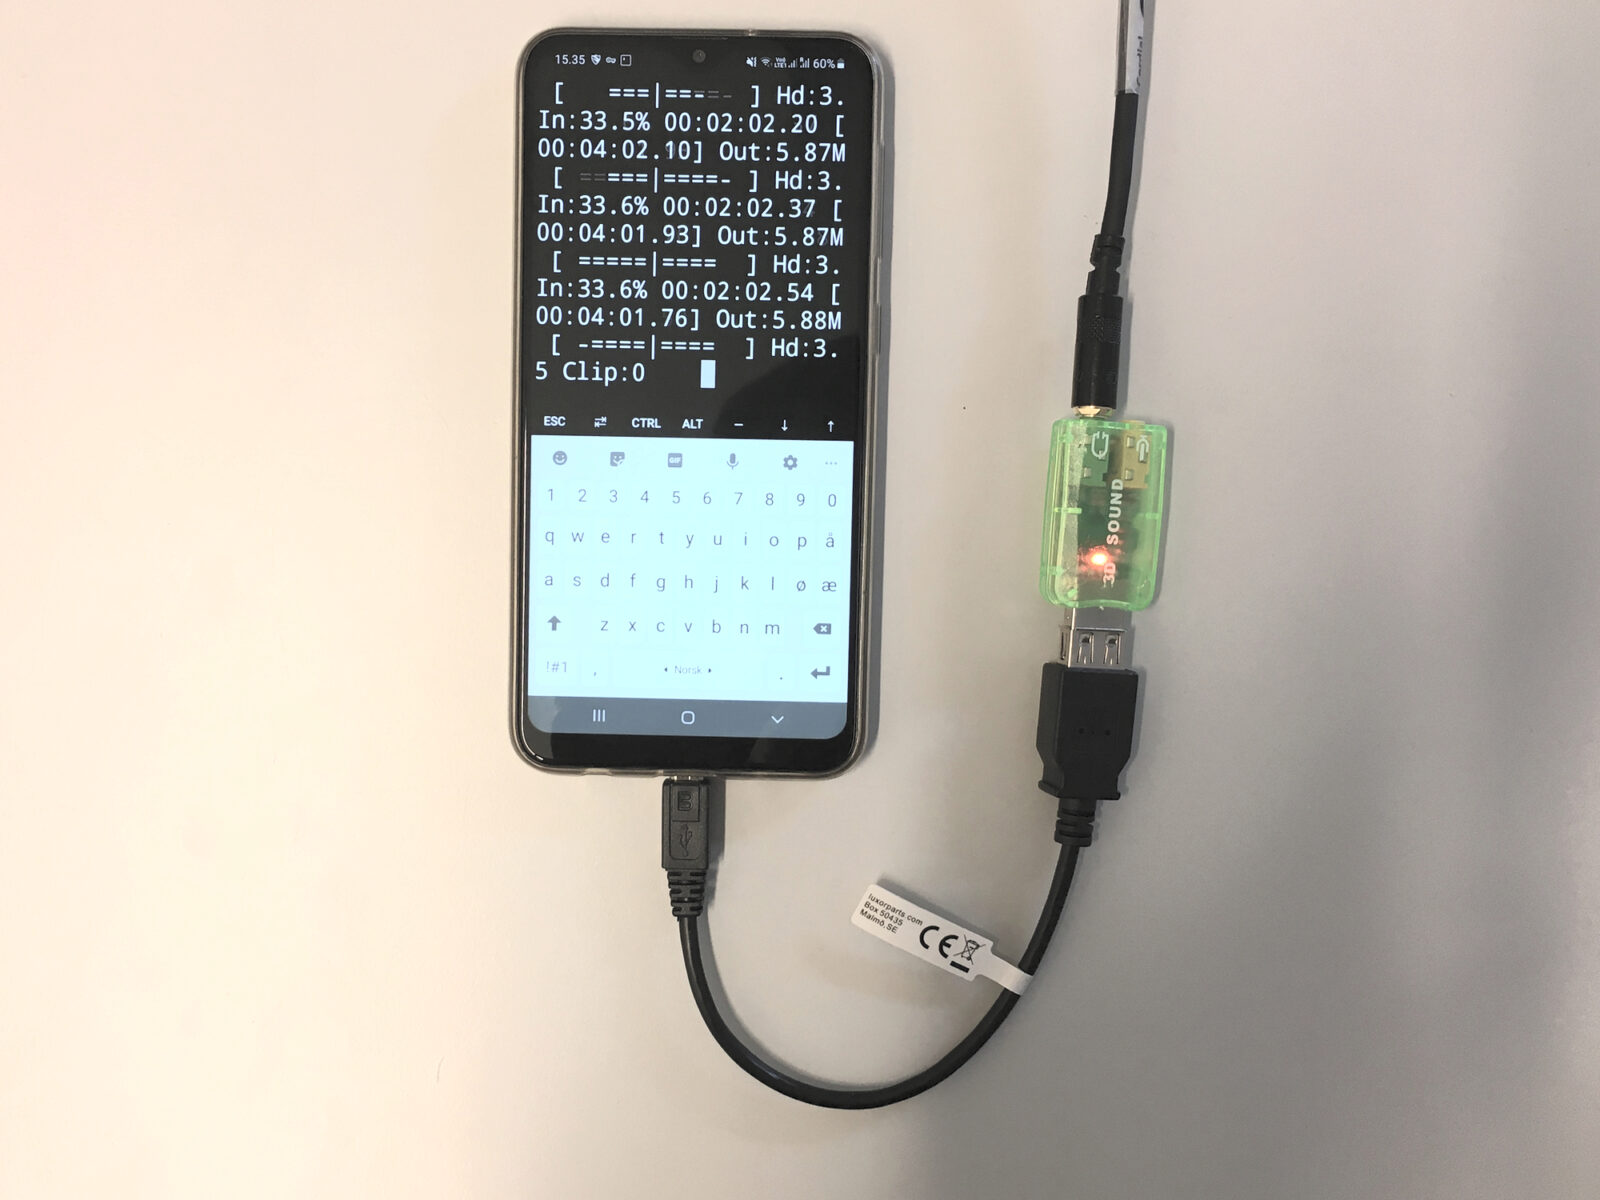 15.35
60%
[ ===|===-- ] Hd:3.
In:33.5% 00:02:02.20 [
00:04:02.10] Out:5.87M
[ =====|====- ] Hd:3.
In:33.6% 00:02:02.37 [
00:04:01.93] Out:5.87M
[ =====|==== ] Hd:3.
In:33.6% 00:02:02.54 [
00:04:01.76] Out:5.88M
[ -====|==== ] Hd:3.
5 Clip:0
ESC CTRL ALT – ↓ ↑
GIF
1 2 3 4 5 6 7 8 9 0
q w e r t y u i o p å
a s d f g h j k l ø æ
z x c v b n m
!#1 , Norsk .
3D SOUND
B
luxorparts.com
Box 50435
Malmö, SE
CE